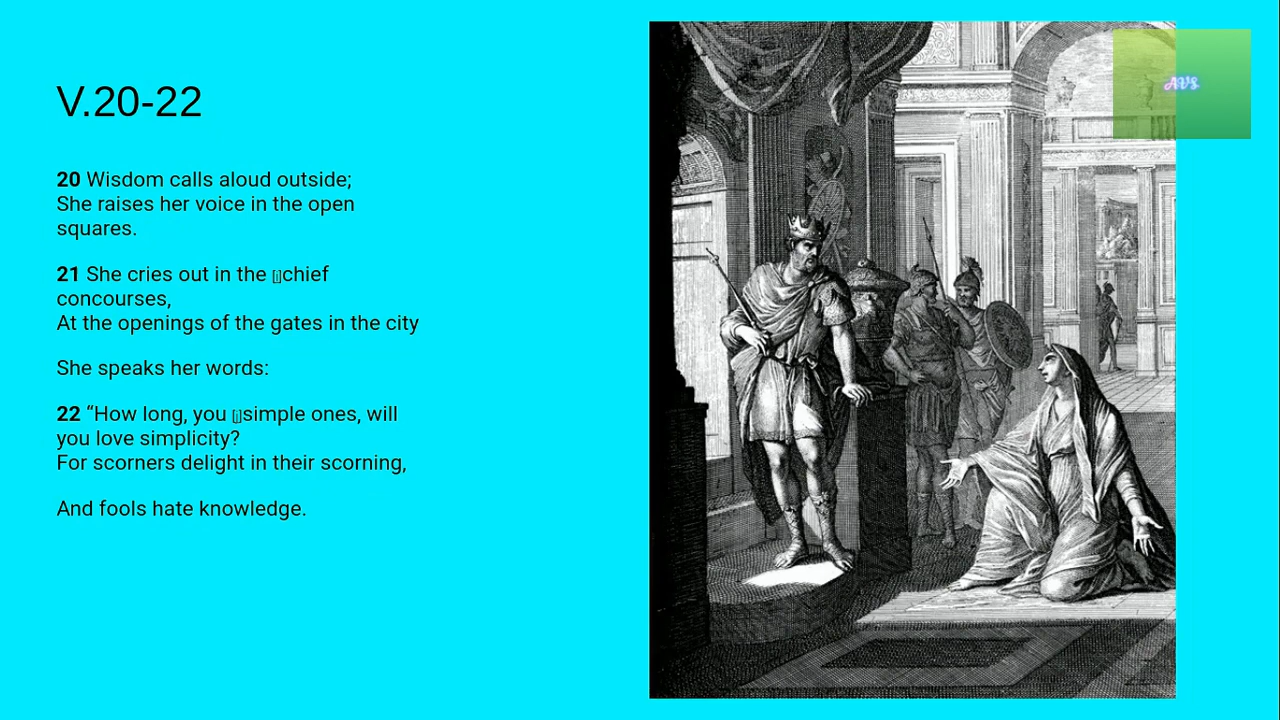 V.20-22
20 Wisdom calls aloud outside;
She raises her voice in the open
squares.
21 She cries out in the [j]chief
concourses,
At the openings of the gates in the city
She speaks her words:
22 “How long, you [j]simple ones, will
you love simplicity?
For scorners delight in their scorning,
And fools hate knowledge.
AVS